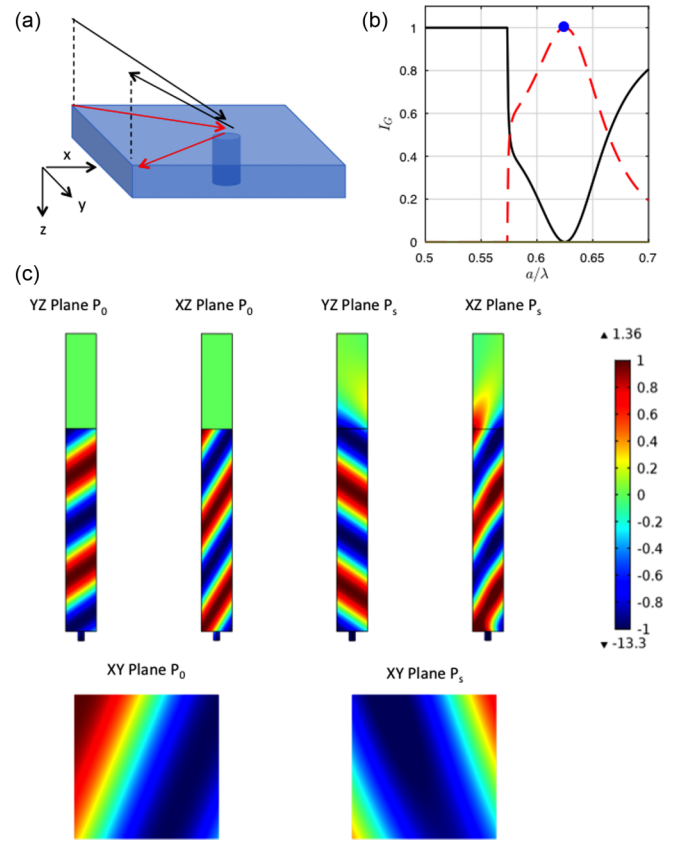 (a)
x
y
z
(b)
1
0.8
0.6
0.4
0.2
0
I_G
0.5
0.55
0.6
0.65
0.7
a/λ
(c)
YZ Plane P₀
XZ Plane P₀
YZ Plane Pₛ
XZ Plane Pₛ
▲ 1.36
1
0.8
0.6
0.4
0.2
0
-0.2
-0.4
-0.6
-0.8
-1
▼ -13.3
XY Plane P₀
XY Plane Pₛ